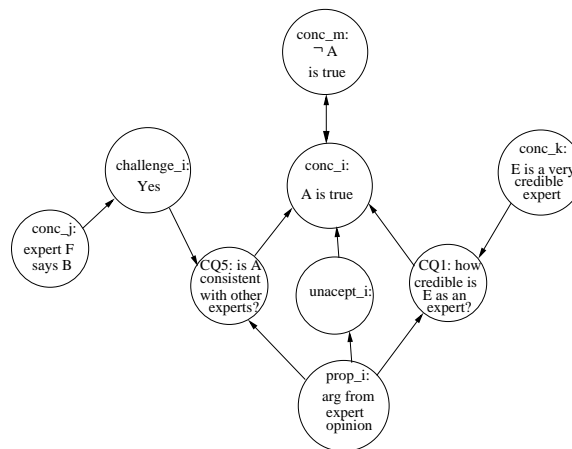 conc_m:
¬ A
is true
challenge_i:
Yes
conc_i:
A is true
conc_k:
E is a very
credible
expert
conc_j:
expert F
says B
CQ5: is A
consistent
with other
experts?
unacept_i:
CQ1: how
credible is
E as an
expert?
prop_i:
arg from
expert
opinion